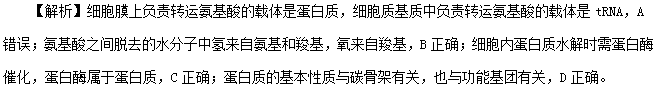 【解析】细胞膜上负责转运氨基酸的载体是蛋白质，细胞质基质中负责转运氨基酸的载体是 tRNA，A
错误；氨基酸之间脱去的水分子中氢来自氨基和羧基，氧来自羧基，B 正确；细胞内蛋白质水解时需蛋白酶
催化，蛋白酶属于蛋白质，C 正确；蛋白质的基本性质与碳骨架有关，也与功能基团有关，D 正确。